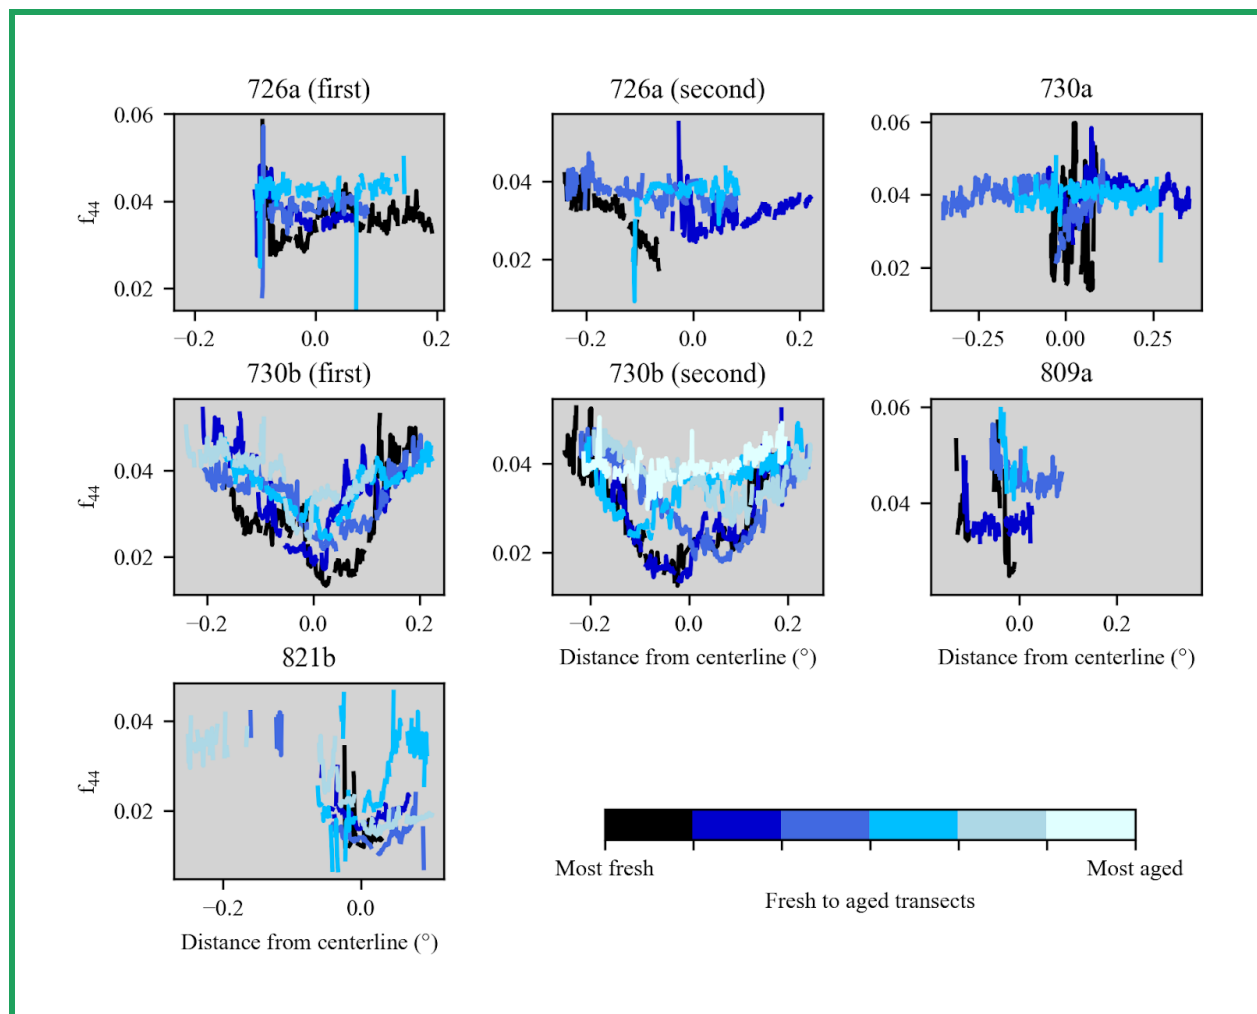 726a (first)
726a (second)
730a
0.06
0.04
0.02
f44
−0.2
0.0
0.2
0.04
0.02
−0.2
0.0
0.2
0.06
0.04
0.02
−0.25
0.00
0.25
730b (first)
730b (second)
809a
0.04
0.02
f44
−0.2
0.0
0.2
0.04
0.02
−0.2
0.0
0.2
Distance from centerline (°)
0.06
0.04
0.0
0.2
Distance from centerline (°)
821b
0.04
0.02
f44
−0.2
0.0
Distance from centerline (°)
Most fresh
Most aged
Fresh to aged transects